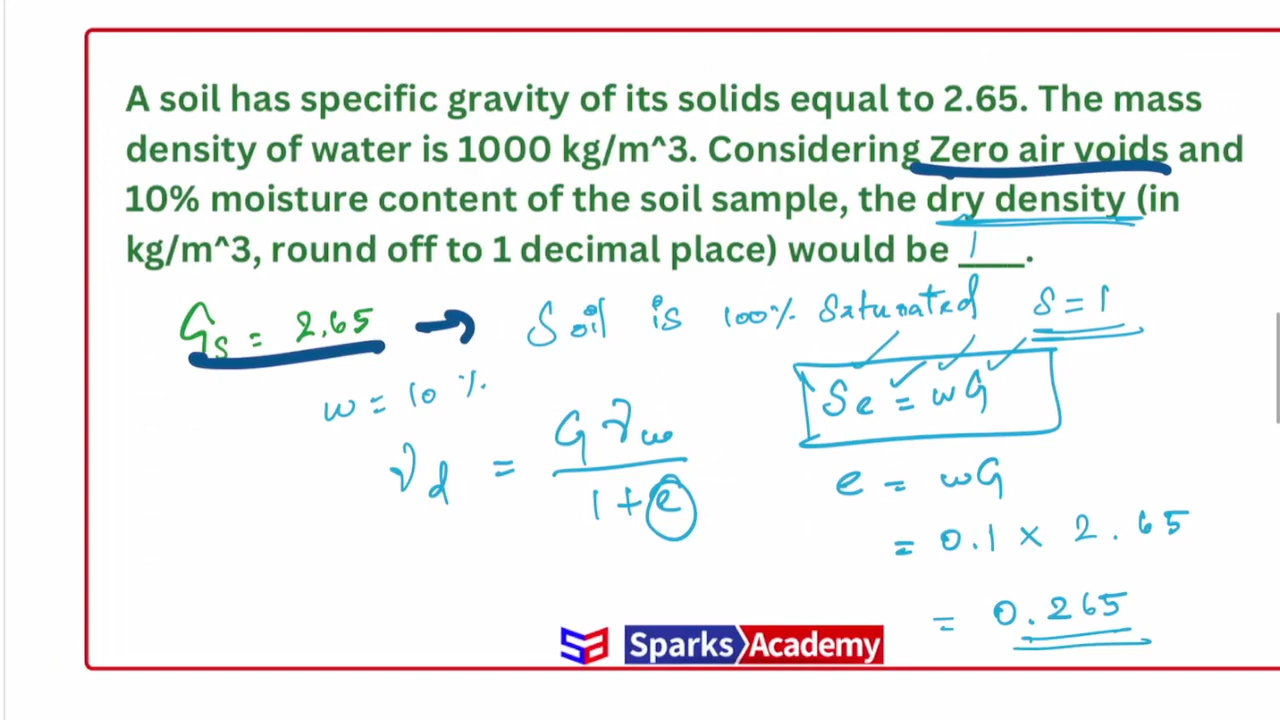 A soil has specific gravity of its solids equal to 2.65. The mass
density of water is 1000 kg/m^3. Considering Zero air voids and
10% moisture content of the soil sample, the dry density (in
kg/m^3, round off to 1 decimal place) would be ____.
Gs = 2.65 → Soil is 100% Saturated S = 1
w = 10 %
Se = wG
γd = Gγw / 1 + e
e = wG
= 0.1 × 2.65
= 0.265
Sparks Academy